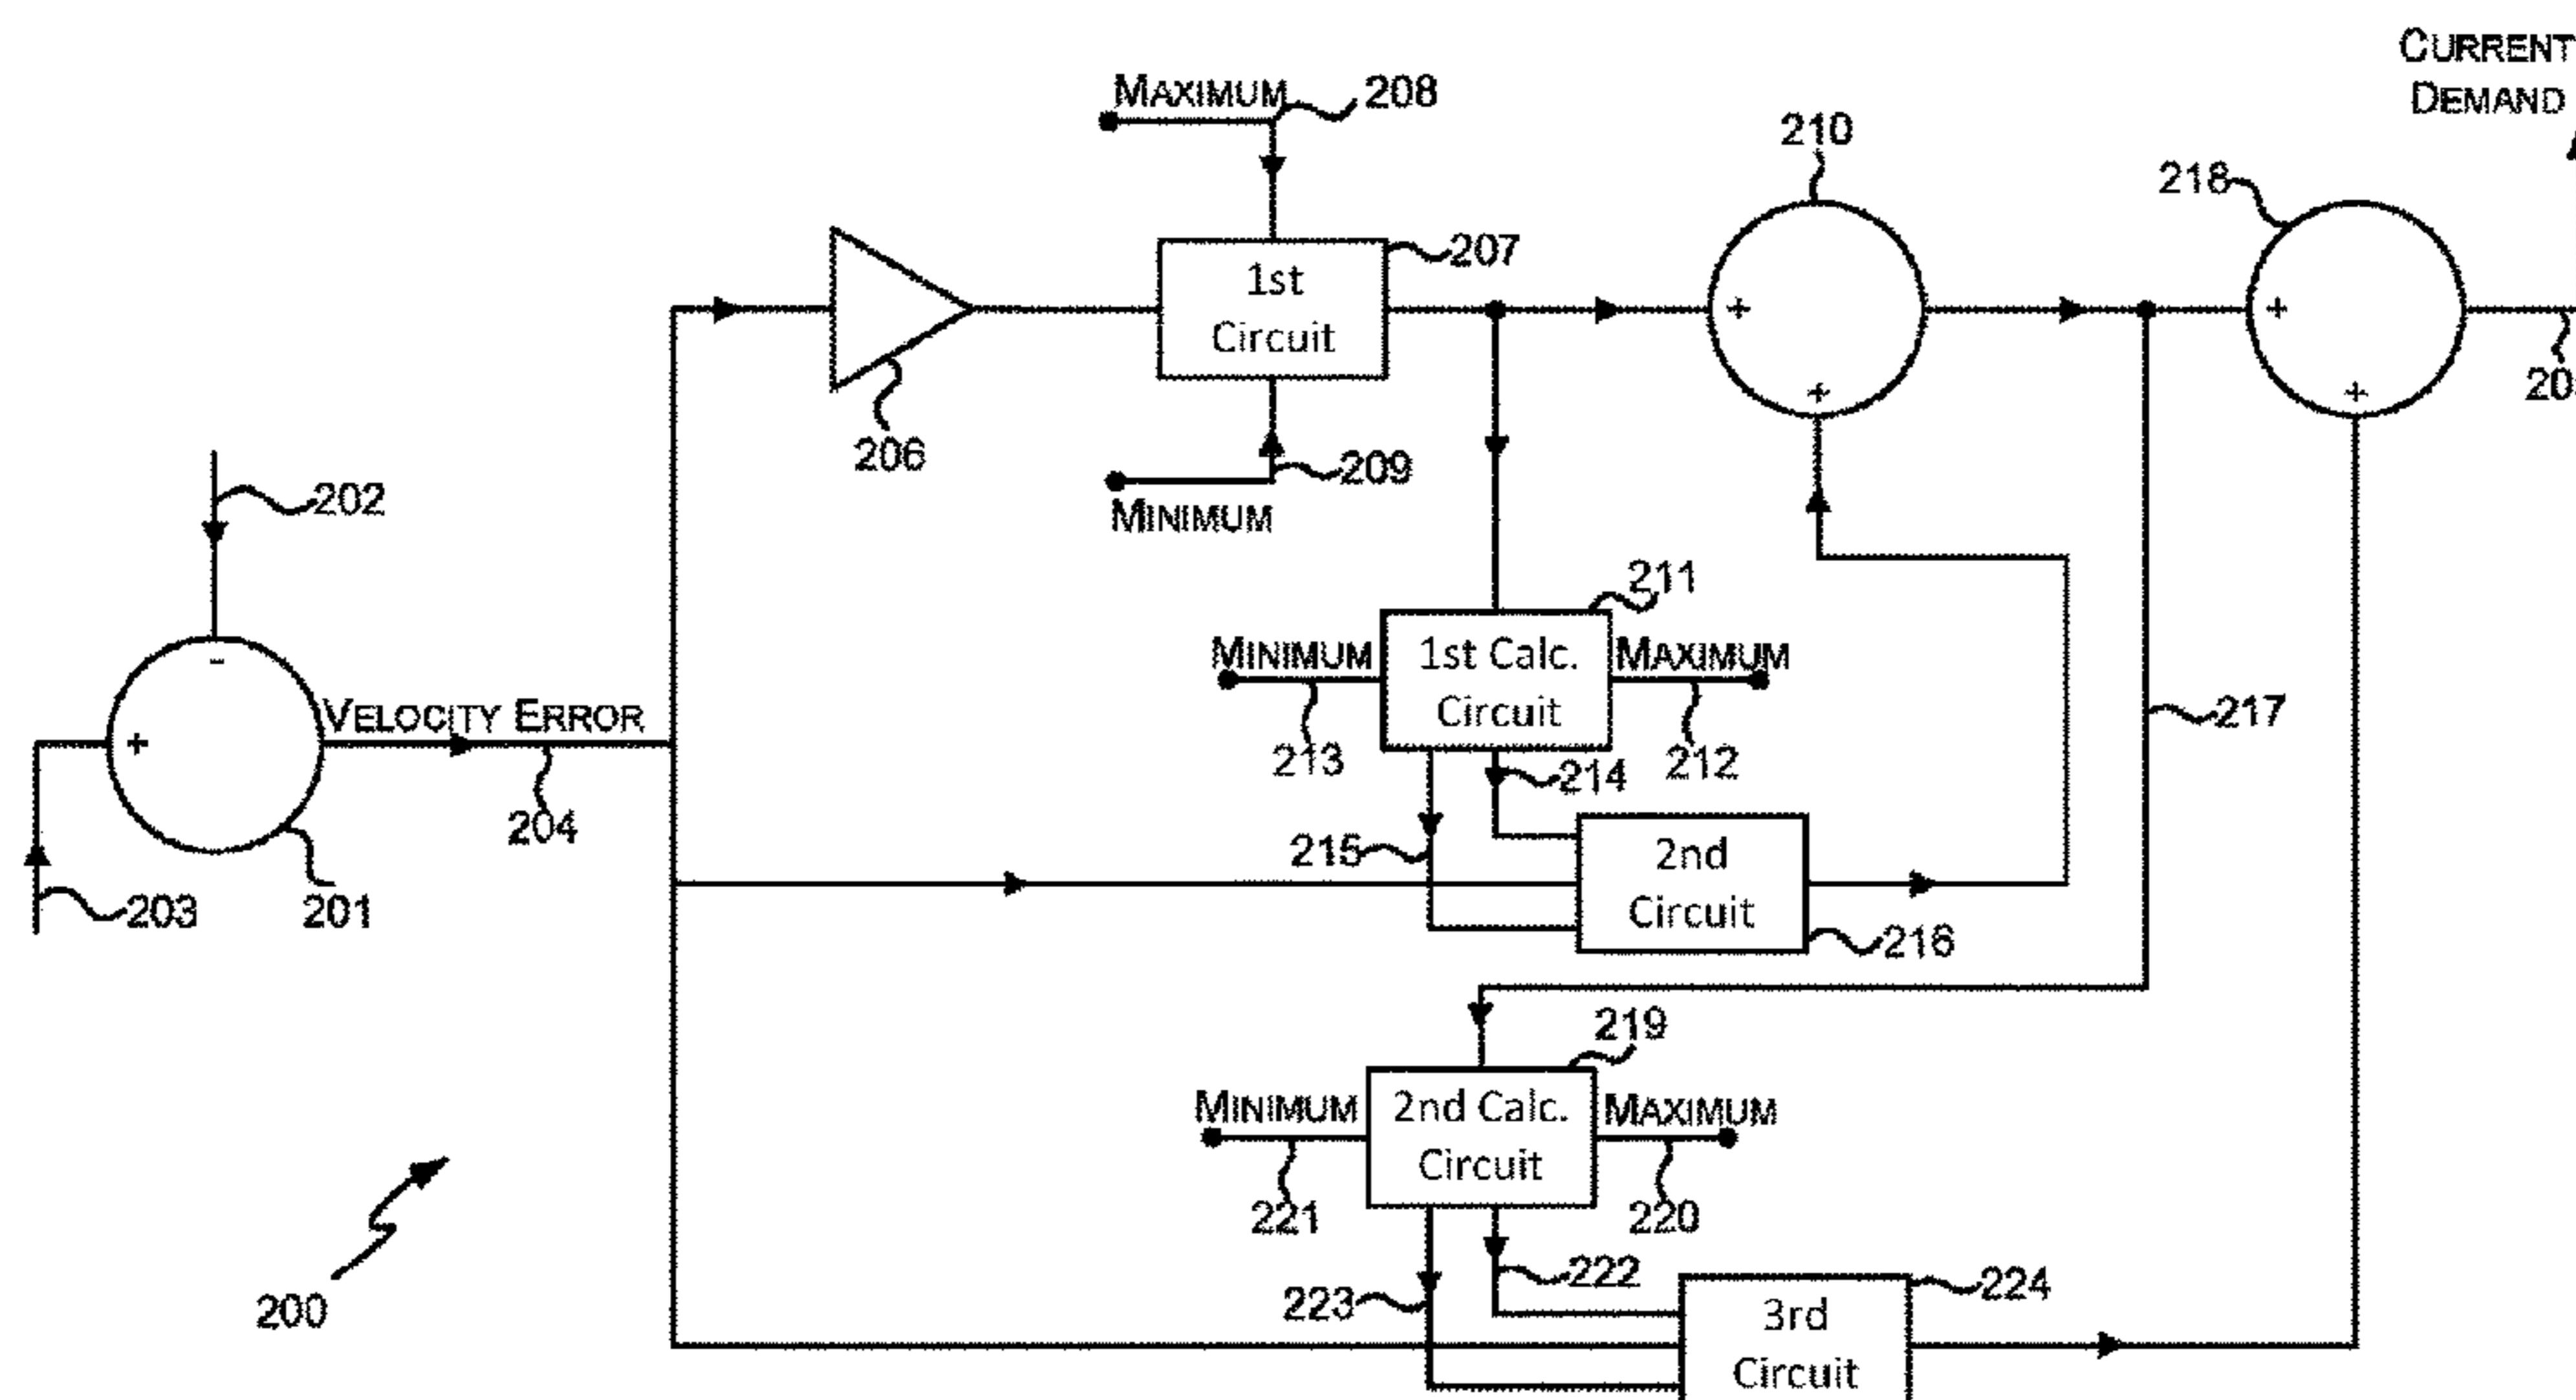 CURRENT
DEMAND
MAXIMUM
208
210
218
207
1st
Circuit
+
+
+
+
206
209
MINIMUM
202
211
-
MINIMUM
1st Calc.
Circuit
MAXIMUM
VELOCITY ERROR
+
217
213
214
212
204
215
2nd
Circuit
203
201
216
219
MINIMUM
2nd Calc.
Circuit
MAXIMUM
221
220
222
223
224
200
3rd
Circuit